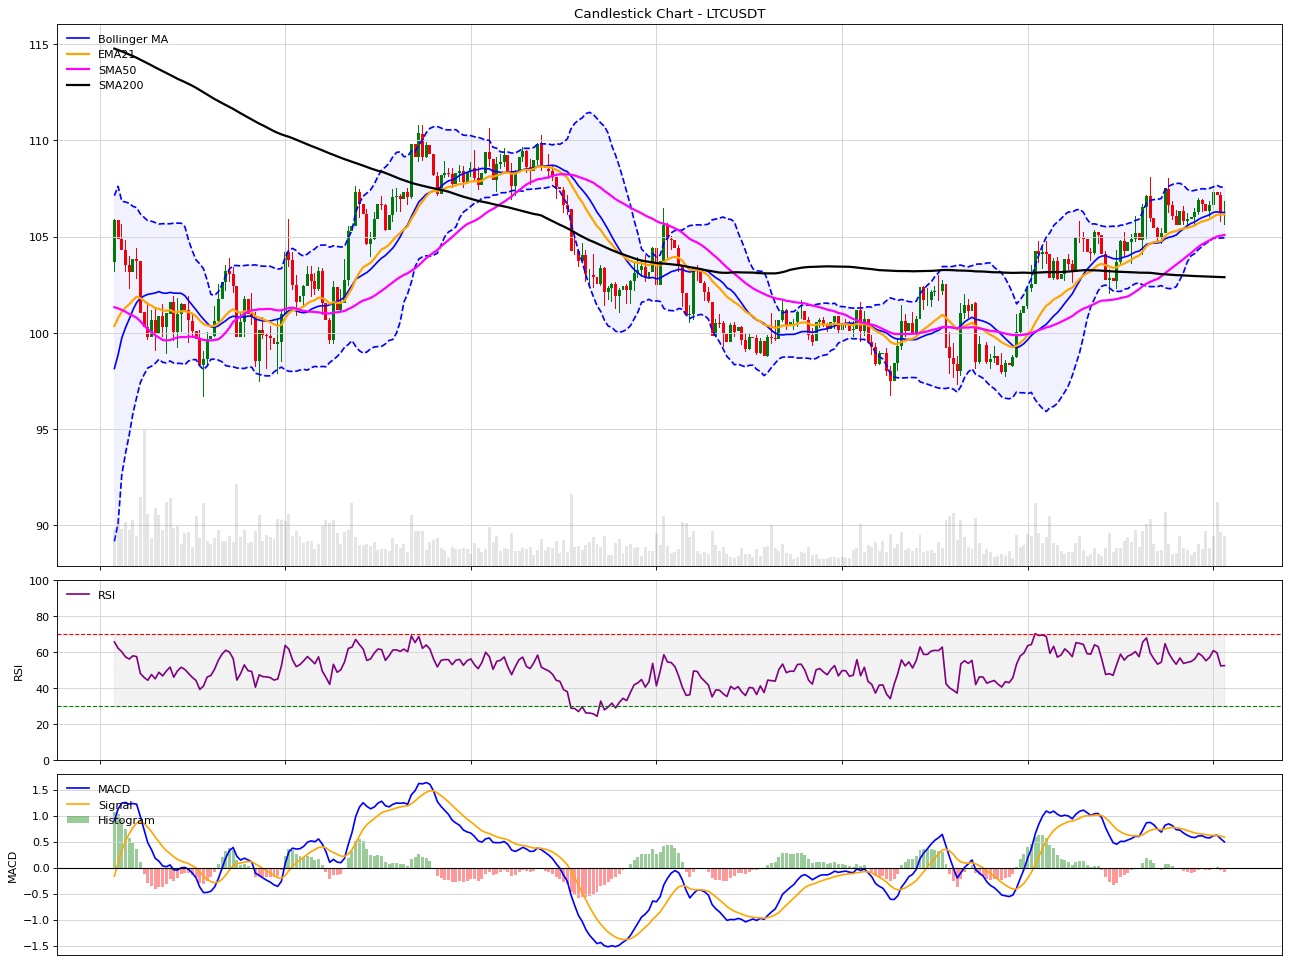 Candlestick Chart - LTCUSDT
Bollinger MA
EMA21
SMA50
SMA200
115
110
105
100
95
90
RSI
100
80
60
40
20
0
RSI
MACD
Signal
Histogram
1.5
1.0
0.5
0.0
−0.5
−1.0
−1.5
MACD